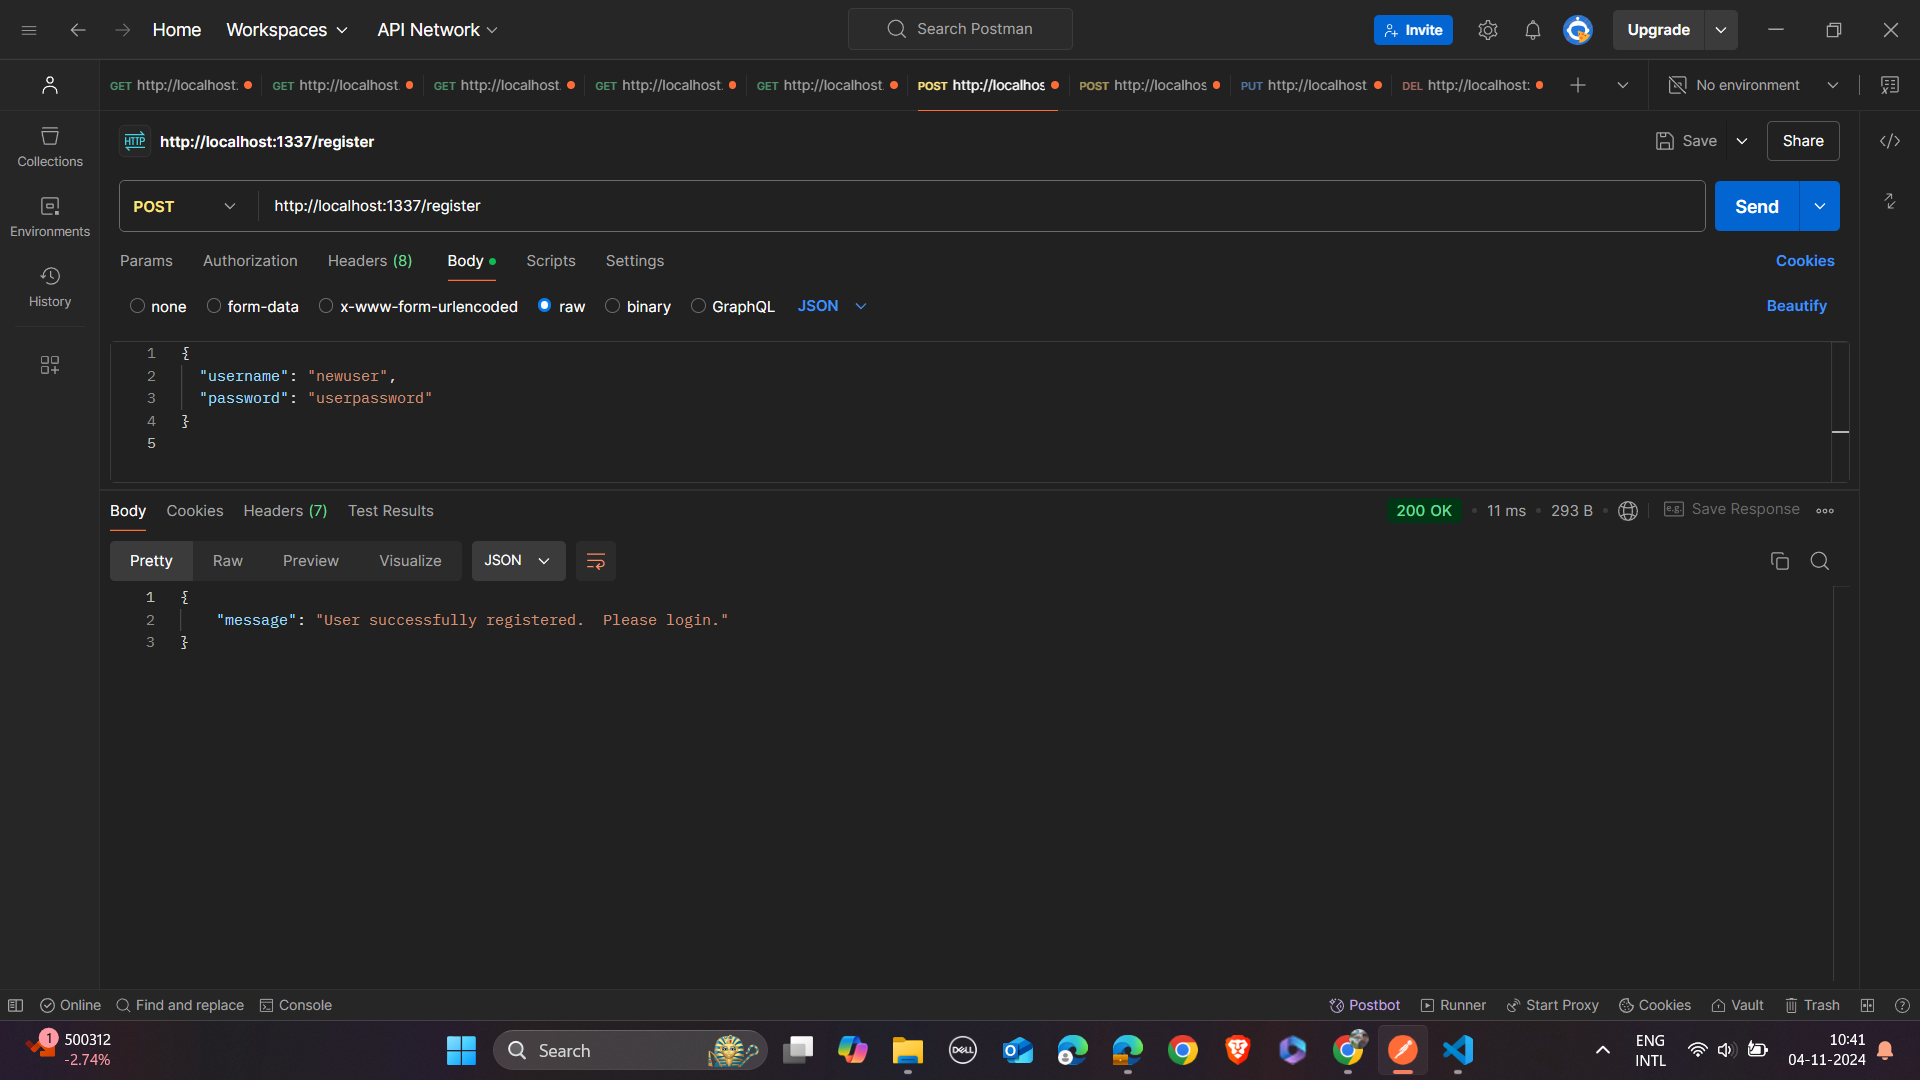 Home Workspaces API Network Search Postman Invite Upgrade
GET http://localhost. GET http://localhost. GET http://localhost. GET http://localhost. GET http://localhost. POST http://localhos POST http://localhos PUT http://localhost DEL http://localhost: No environment
HTTP http://localhost:1337/register Save Share
Collections
POST http://localhost:1337/register Send
Environments
Params Authorization Headers (8) Body Scripts Settings Cookies
History
none form-data x-www-form-urlencoded raw binary GraphQL JSON Beautify
1 {
2 "username": "newuser",
3 "password": "userpassword"
4 }
5
Body Cookies Headers (7) Test Results 200 OK 11 ms 293 B e.g. Save Response
Pretty Raw Preview Visualize JSON
1 {
2 "message": "User successfully registered.  Please login."
3 }
Online Find and replace Console Postbot Runner Start Proxy Cookies Vault Trash
1 500312
-2.74%
Search
DELL
ENG
INTL
10:41
04-11-2024